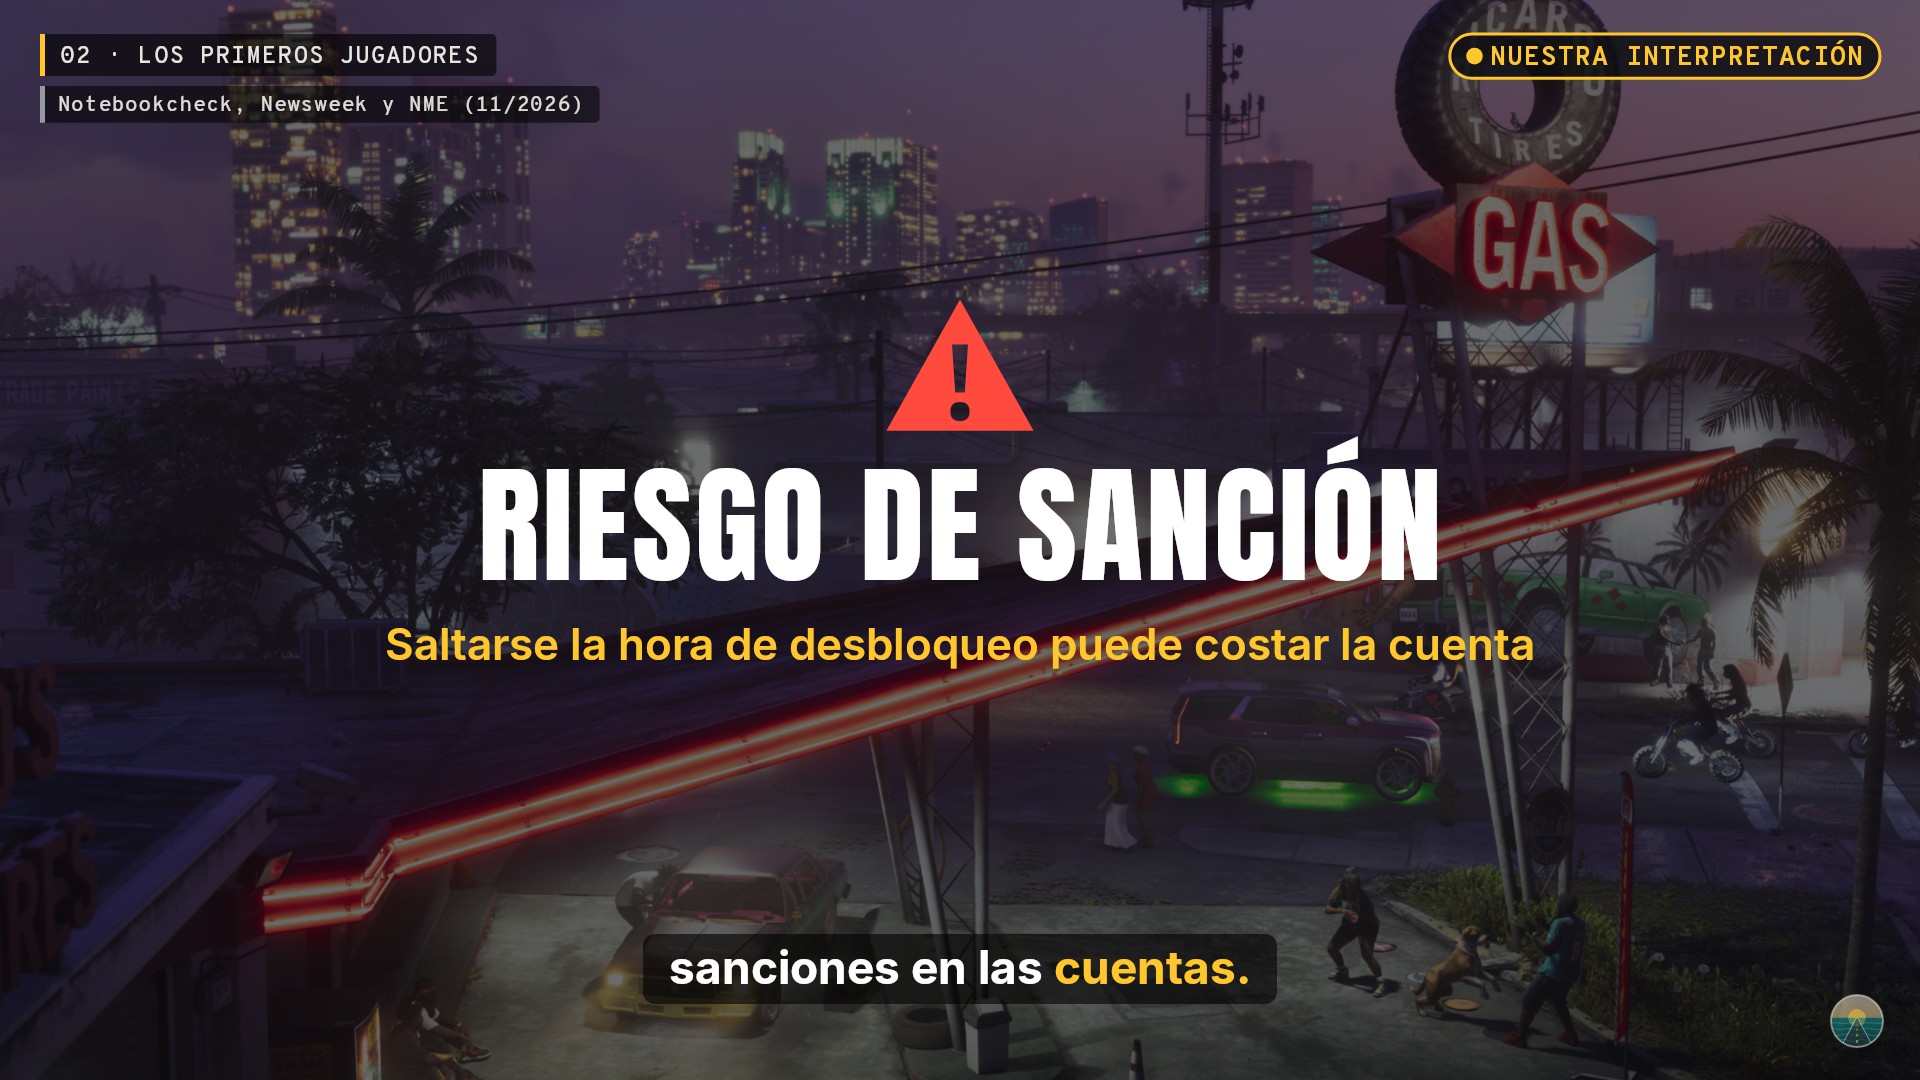 02 · LOS PRIMEROS JUGADORES
Notebookcheck, Newsweek y NME (11/2026)
NUESTRA INTERPRETACIÓN
TIRES
GAS
RIESGO DE SANCIÓN
Saltarse la hora de desbloqueo puede costar la cuenta
sanciones en las cuentas.